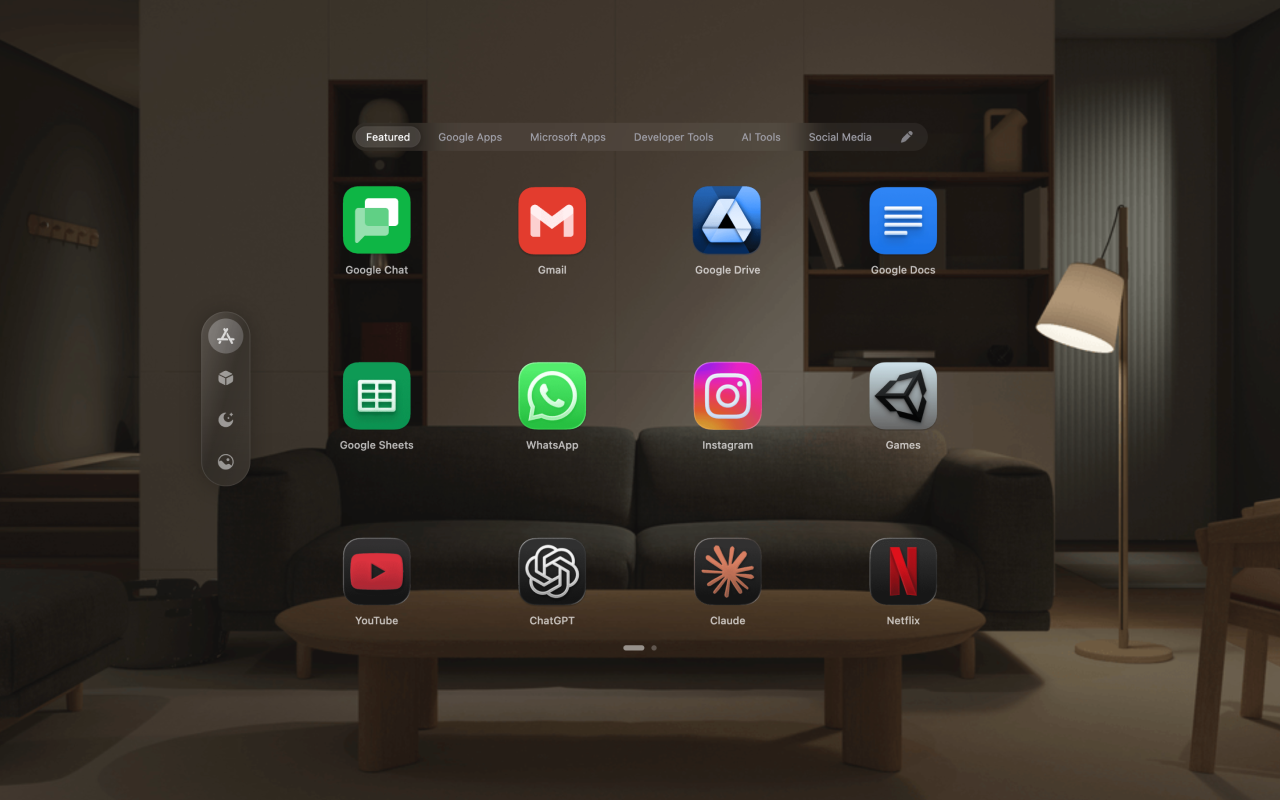 Featured
Google Apps
Microsoft Apps
Developer Tools
AI Tools
Social Media
Google Chat
Gmail
Google Drive
Google Docs
Google Sheets
WhatsApp
Instagram
Games
YouTube
ChatGPT
Claude
Netflix